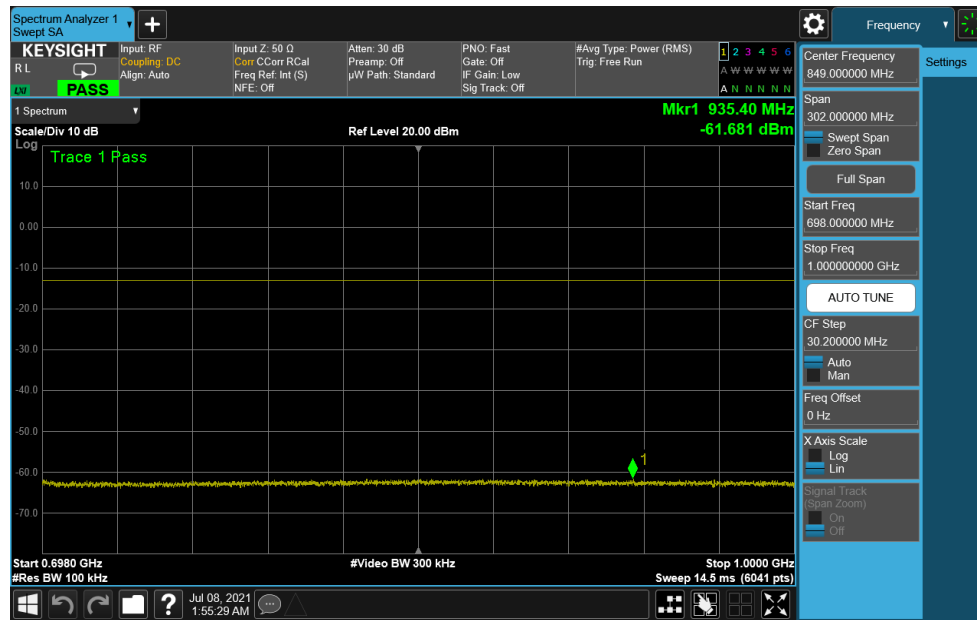 Spectrum Analyzer 1
Swept SA
Frequency
KEYSIGHT
R L
LXI
PASS
Input: RF
Coupling: DC
Align: Auto
Input Z: 50 Ω
Corr CCorr RCal
Freq Ref: Int (S)
NFE: Off
Atten: 30 dB
Preamp: Off
µW Path: Standard
PNO: Fast
Gate: Off
IF Gain: Low
Sig Track: Off
#Avg Type: Power (RMS)
Trig: Free Run
1 2 3 4 5 6
A W W W W W
A N N N N N
1 Spectrum
Scale/Div 10 dB
Log
Ref Level 20.00 dBm
Mkr1 935.40 MHz
-61.681 dBm
Trace 1 Pass
10.0
0.00
-10.0
-20.0
-30.0
-40.0
-50.0
-60.0
-70.0
1
Start 0.6980 GHz
#Res BW 100 kHz
#Video BW 300 kHz
Stop 1.0000 GHz
Sweep 14.5 ms (6041 pts)
Jul 08, 2021
1:55:29 AM
Settings
Center Frequency
849.000000 MHz
Span
302.000000 MHz
Swept Span
Zero Span
Full Span
Start Freq
698.000000 MHz
Stop Freq
1.000000000 GHz
AUTO TUNE
CF Step
30.200000 MHz
Auto
Man
Freq Offset
0 Hz
X Axis Scale
Log
Lin
Signal Track
(Span Zoom)
On
Off